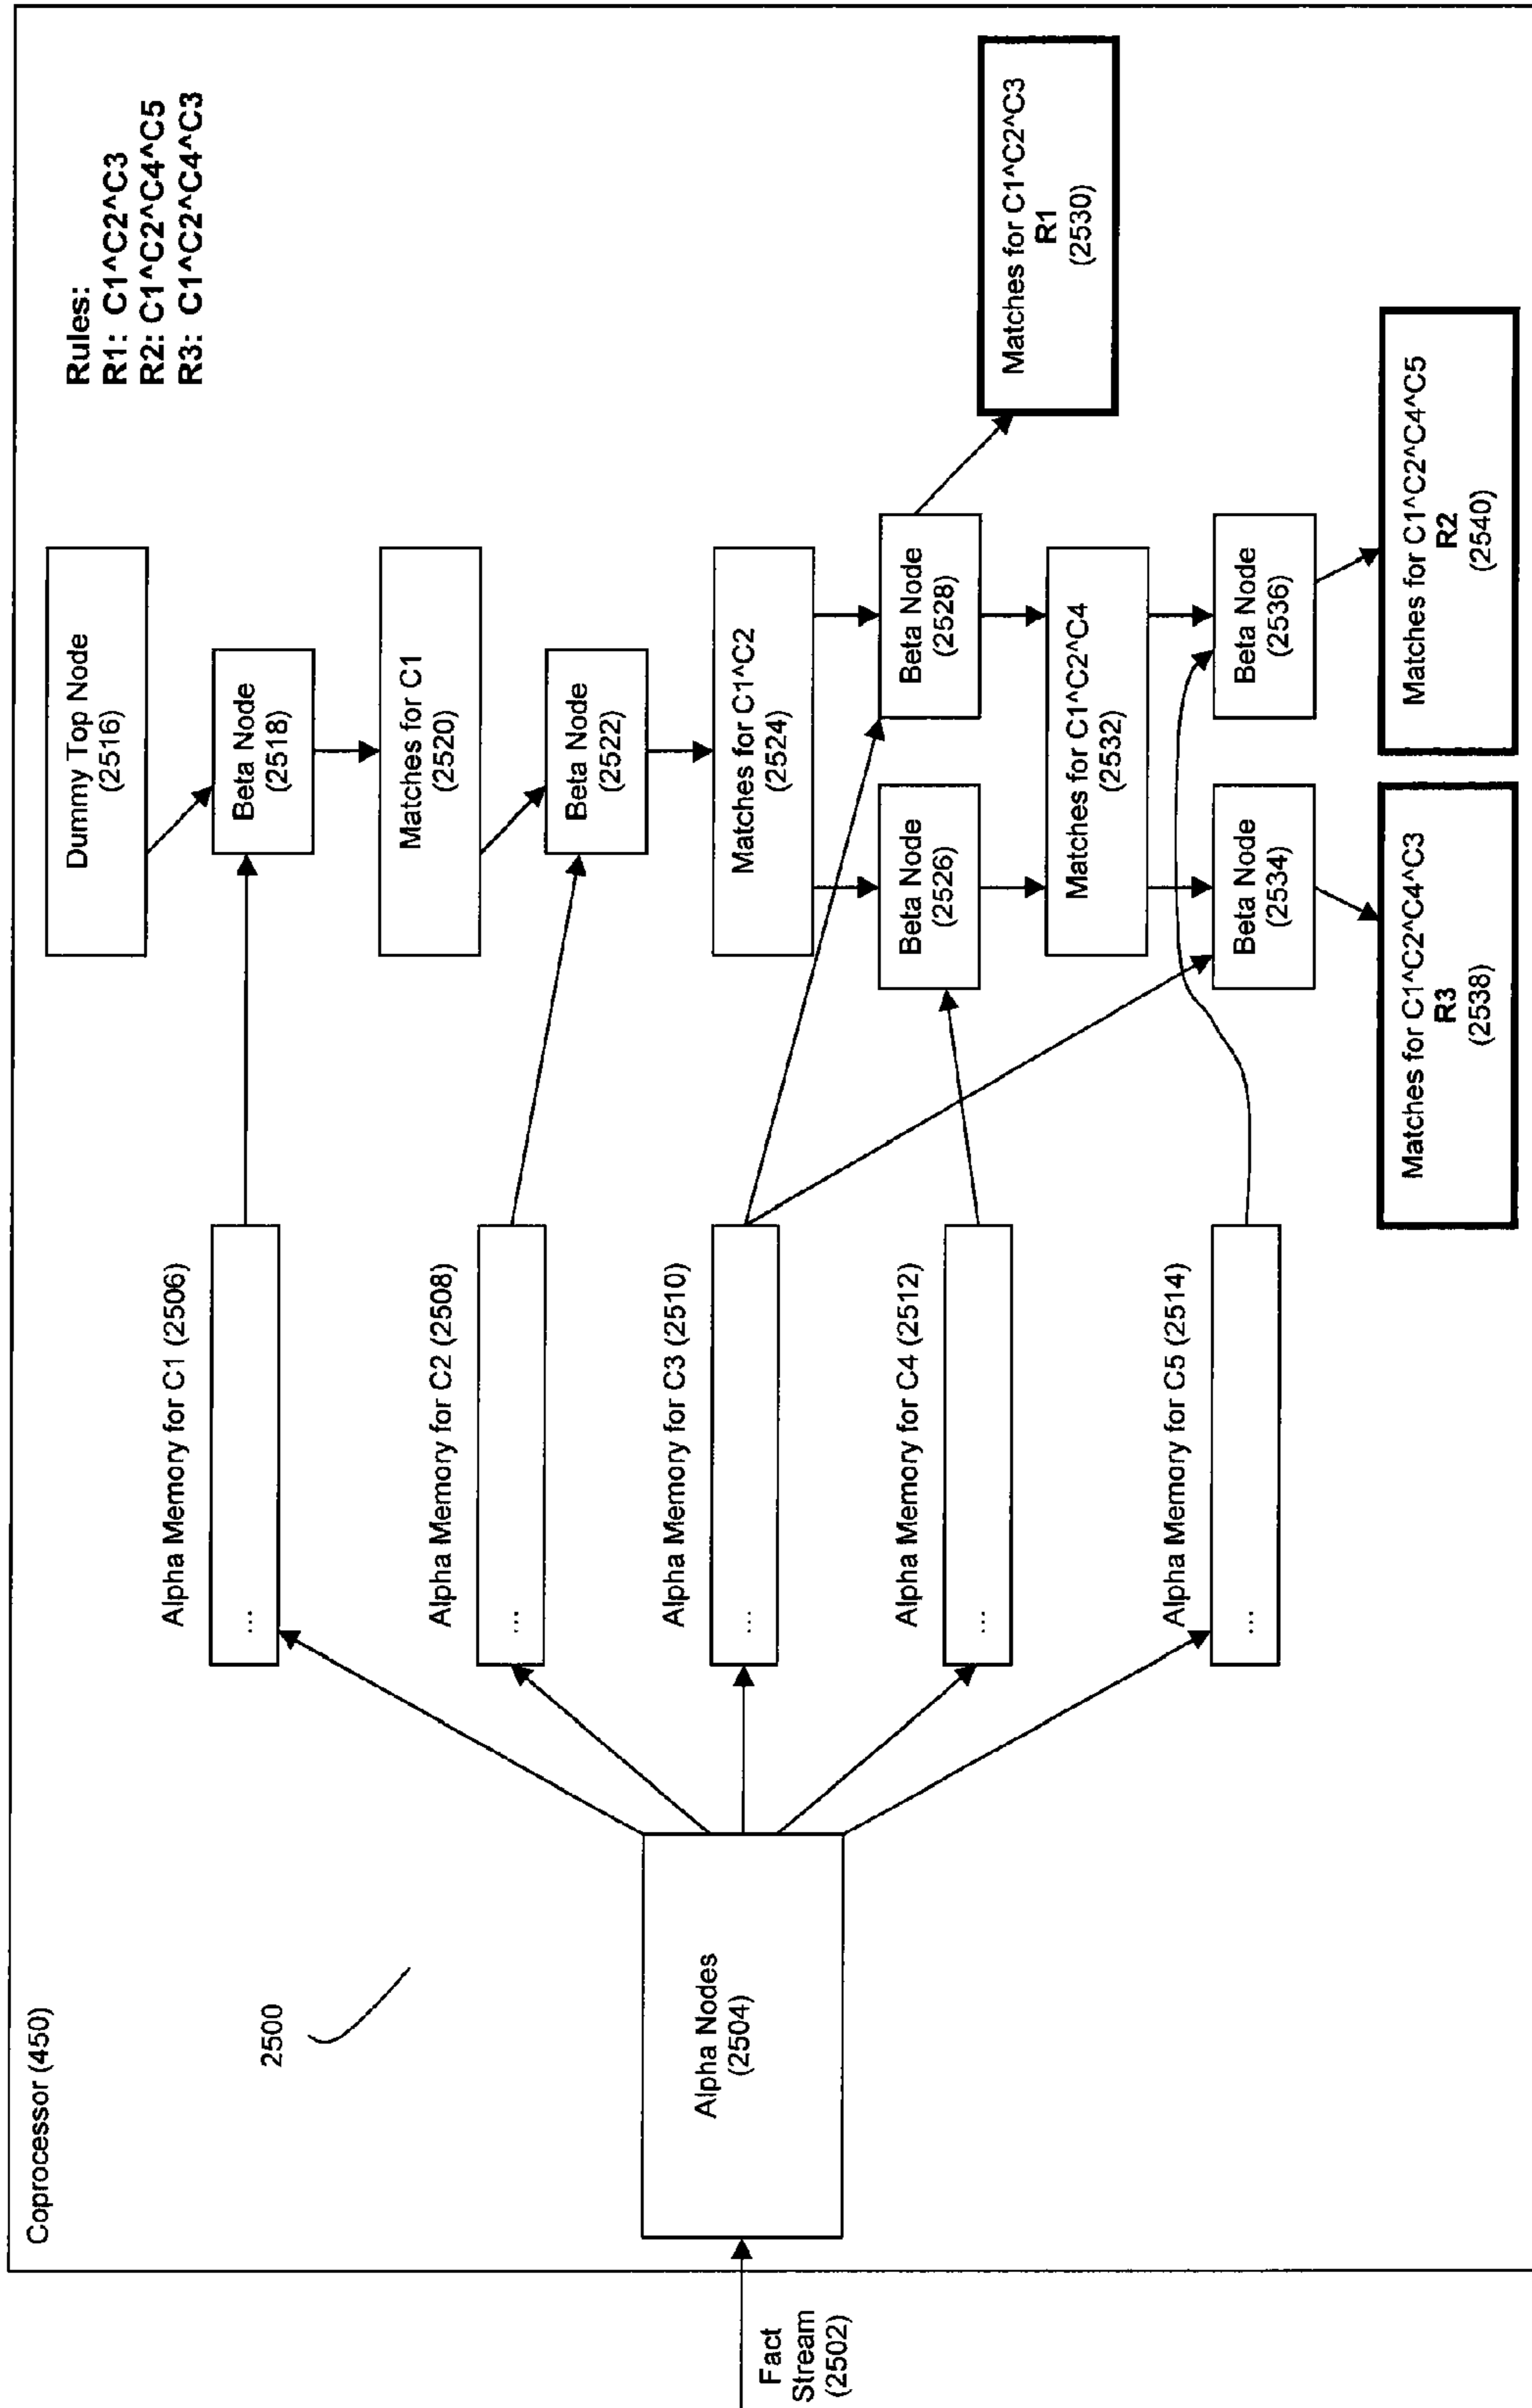 Coprocessor (450)
2500
Rules:
R1: C1^C2^C3
R2: C1^C2^C4^C5
R3: C1^C2^C4^C3
Fact
Stream
(2502)
Alpha Nodes
(2504)
Alpha Memory for C1 (2506)
...
Alpha Memory for C2 (2508)
...
Alpha Memory for C3 (2510)
...
Alpha Memory for C4 (2512)
...
Alpha Memory for C5 (2514)
...
Dummy Top Node
(2516)
Beta Node
(2518)
Matches for C1
(2520)
Beta Node
(2522)
Matches for C1^C2
(2524)
Beta Node
(2526)
Beta Node
(2528)
Matches for C1^C2^C3
R1
(2530)
Matches for C1^C2^C4
(2532)
Beta Node
(2534)
Beta Node
(2536)
Matches for C1^C2^C4^C3
R3
(2538)
Matches for C1^C2^C4^C5
R2
(2540)